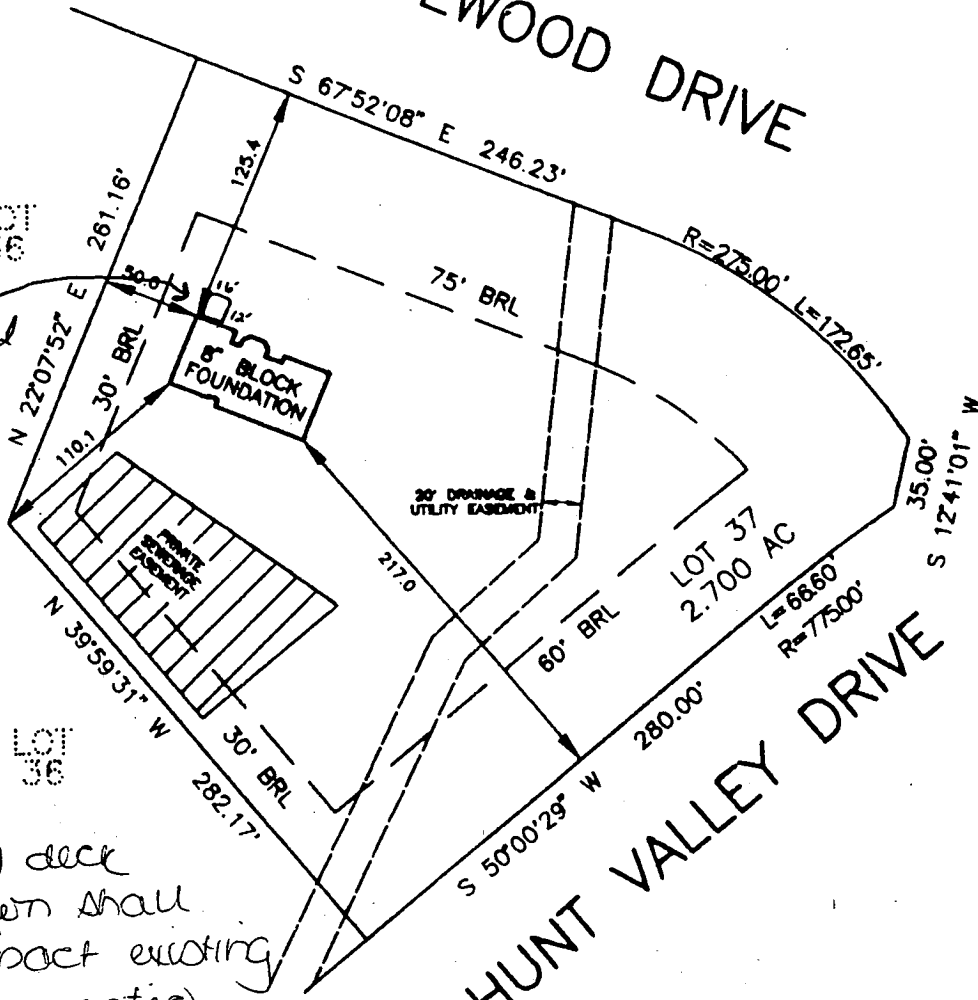 DRIVE
S 67°52'08" E 246.23'
125.4
261.16'
R=275.00' L=172.65'
75' BRL
50.0
16'
12'
8" BLOCK
FOUNDATION
N 22°07'52" E
30' BRL
110.1
35.00'
S 12°41'01" W
20' DRAINAGE &
UTILITY EASEMENT
LOT 37
2.700 AC
PRIVATE
SEWERAGE
EASEMENT
217.0
60' BRL
L=66.60'
R=775.00'
N 39°59'31" W
282.17'
30' BRL
280.00'
S 50°00'29" W
HUNT VALLEY DRIVE
LOT
36
deck
shall
existing